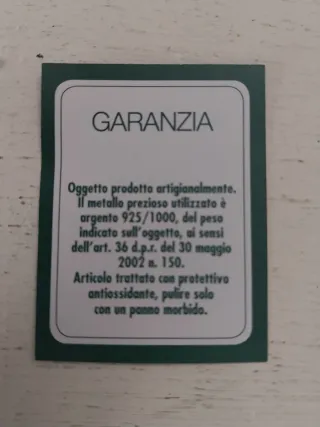 GARANZIA
Oggetto prodotto artigianalmente.
Il metallo prezioso utilizzato è
argento 925/1000, del peso
indicato sull'oggetto, ai sensi
dell'art. 36 d.p.r. del 30 maggio
2002 n. 150.
Articolo trattato con protettivo
antiossidante, pulire solo
con un panno morbido.